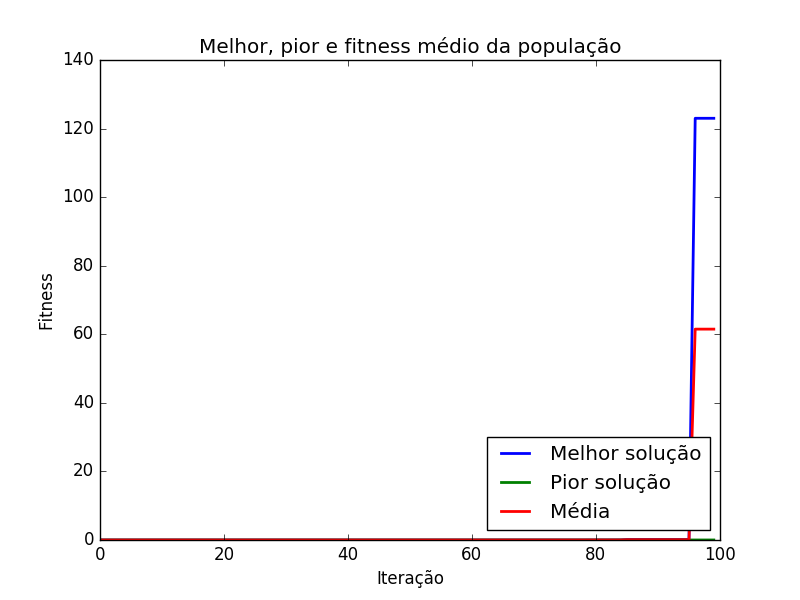 Melhor, pior e fitness médio da população
140
120
100
80
60
40
20
0
Fitness
Melhor solução
Pior solução
Média
0 20 40 60 80 100
Iteração